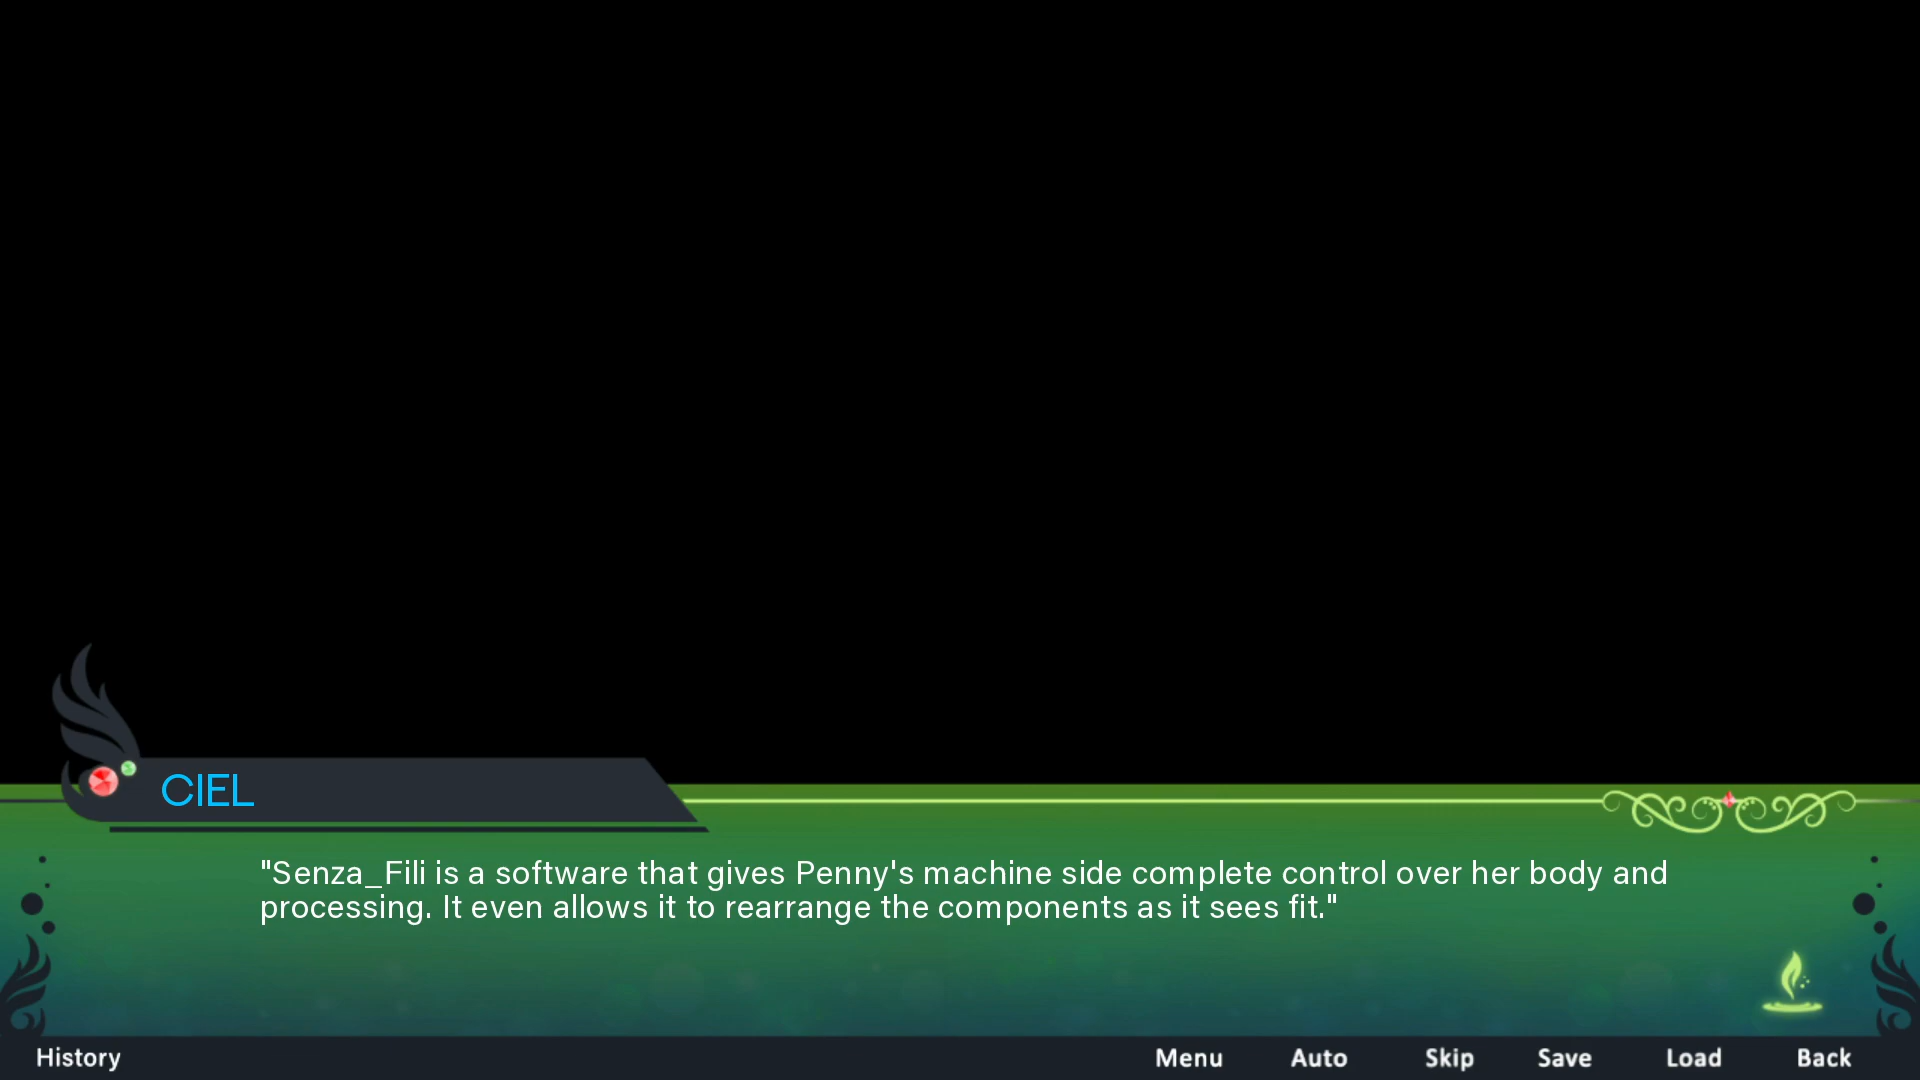 CIEL
"Senza_Fili is a software that gives Penny's machine side complete control over her body and
processing. It even allows it to rearrange the components as it sees fit."
History Menu Auto Skip Save Load Back